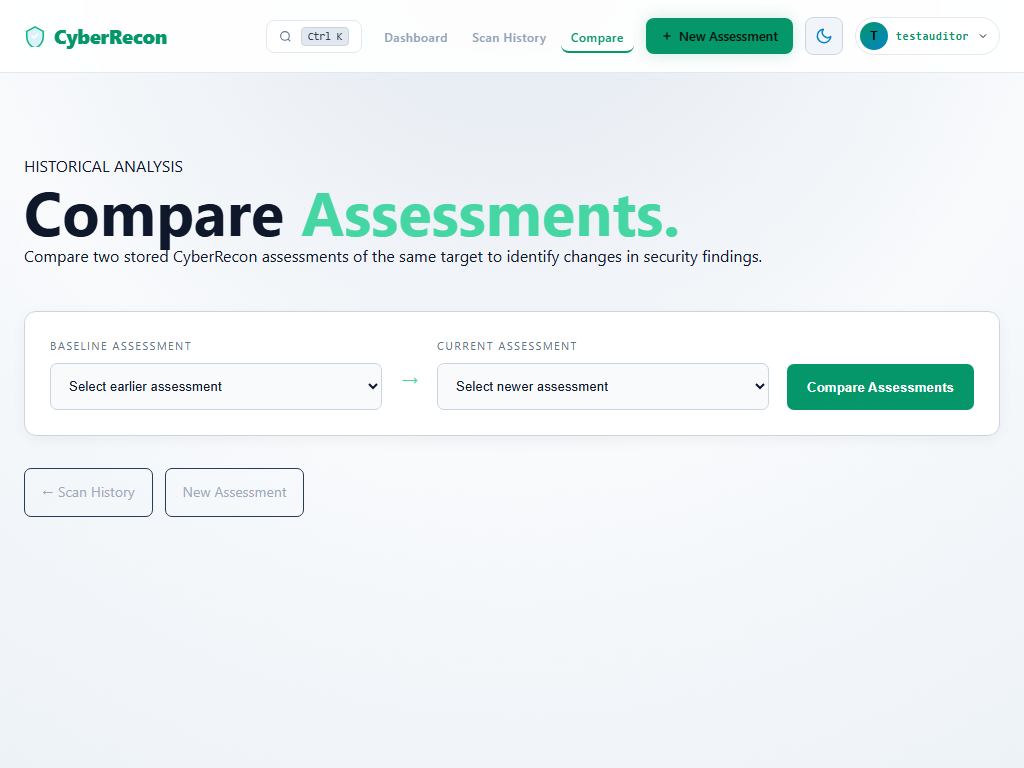 CyberRecon
Ctrl K
Dashboard
Scan History
Compare
+ New Assessment
T
testauditor
HISTORICAL ANALYSIS
Compare Assessments.
Compare two stored CyberRecon assessments of the same target to identify changes in security findings.
BASELINE ASSESSMENT
CURRENT ASSESSMENT
Select earlier assessment
→
Select newer assessment
Compare Assessments
← Scan History
New Assessment